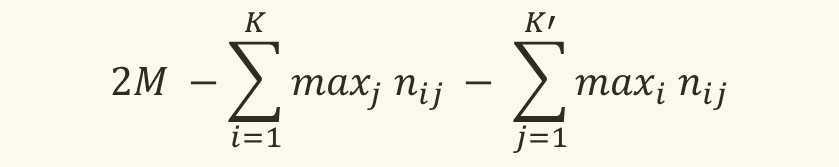 2M − ∑_{i=1}^{K} max_j n_{ij} − ∑_{j=1}^{K′} max_i n_{ij}